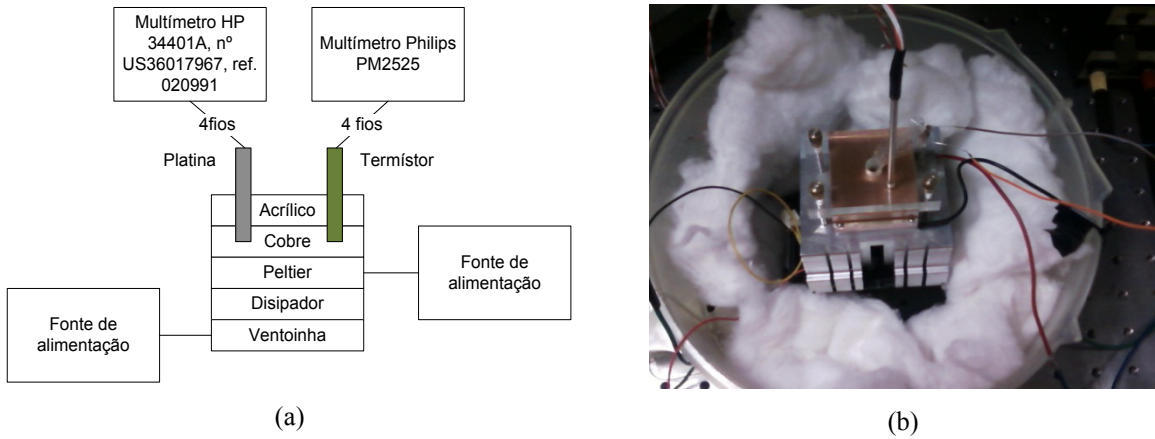 Multímetro HP
34401A, nº
US36017967, ref.
020991
Multímetro Philips
PM2525
4fios
4 fios
Platina
Termístor
Acrílico
Cobre
Peltier
Disipador
Ventoinha
Fonte de
alimentação
Fonte de
alimentação
(a)
(b)